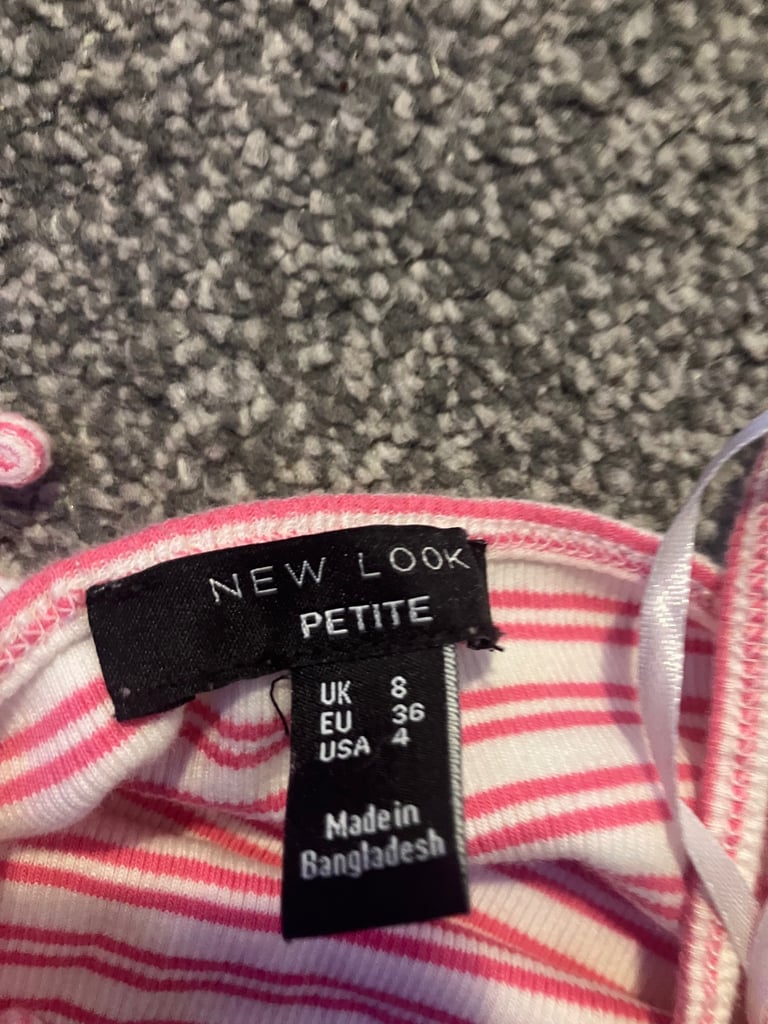 NEW LOOK
PETITE
UK 8
EU 36
USA 4
Made in
Bangladesh